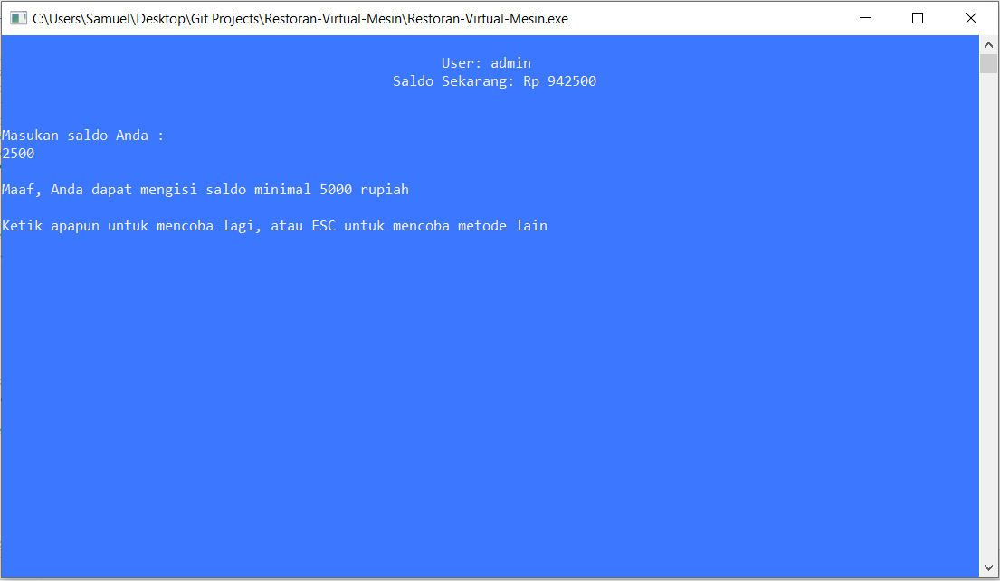 C:\Users\Samuel\Desktop\Git Projects\Restoran-Virtual-Mesin\Restoran-Virtual-Mesin.exe
User: admin
Saldo Sekarang: Rp 942500
Masukan saldo Anda :
2500
Maaf, Anda dapat mengisi saldo minimal 5000 rupiah
Ketik apapun untuk mencoba lagi, atau ESC untuk mencoba metode lain